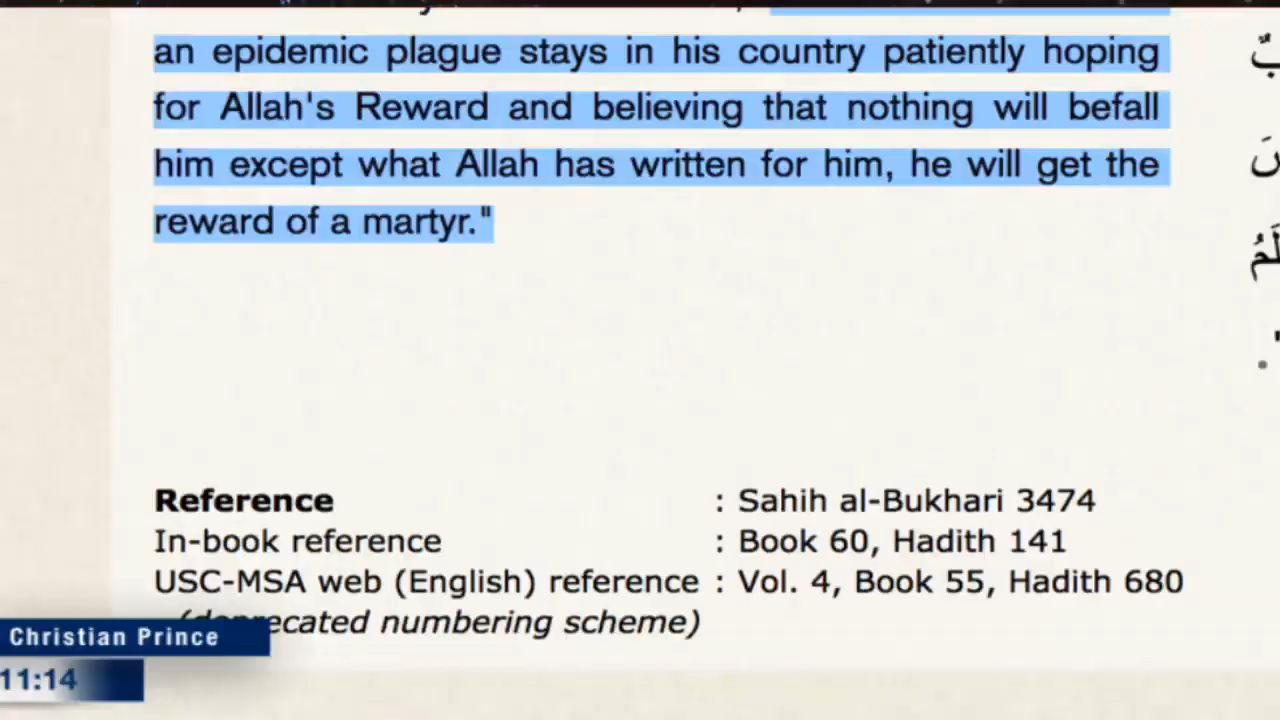 an epidemic plague stays in his country patiently hoping
for Allah's Reward and believing that nothing will befall
him except what Allah has written for him, he will get the
reward of a martyr."
Reference : Sahih al-Bukhari 3474
In-book reference : Book 60, Hadith 141
USC-MSA web (English) reference : Vol. 4, Book 55, Hadith 680
(deprecated numbering scheme)
Christian Prince
11:14